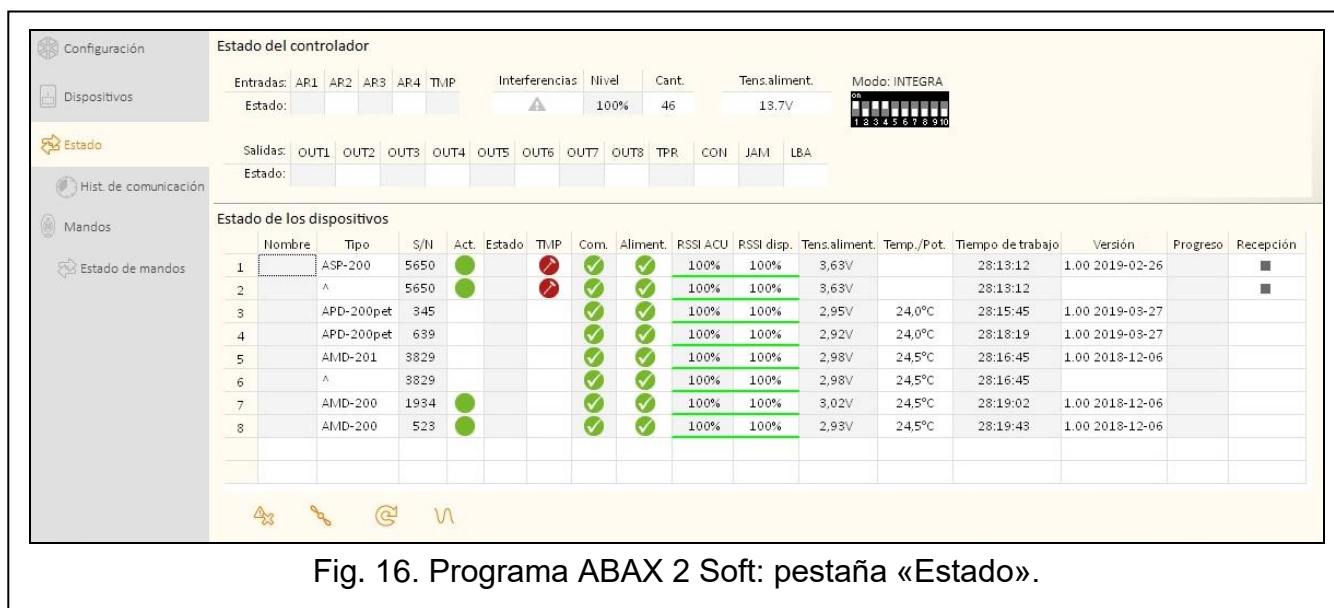 Configuración
Dispositivos
Estado
Hist. de comunicación
Mandos
Estado de mandos
Estado del controlador
Entradas: AR1 AR2 AR3 AR4 TMP Interferencias Nivel Cant. Tens.aliment. Modo: INTEGRA
Estado: 100% 46 13.7V
on
1 2 3 4 5 6 7 8 9 10
Salidas: OUT1 OUT2 OUT3 OUT4 OUT5 OUT6 OUT7 OUT8 TPR CON JAM LBA
Estado:
Estado de los dispositivos
Nombre Tipo S/N Act. Estado TMP Com. Aliment. RSSI ACU RSSI disp. Tens.aliment. Temp./Pot. Tiempo de trabajo Versión Progreso Recepción
1 ASP-200 5650 100% 100% 3,63V 28:13:12 1.00 2019-02-26
2 ^ 5650 100% 100% 3,63V 28:13:12
3 APD-200pet 345 100% 100% 2,95V 24,0°C 28:15:45 1.00 2019-03-27
4 APD-200pet 639 100% 100% 2,92V 24,0°C 28:18:19 1.00 2019-03-27
5 AMD-201 3829 100% 100% 2,98V 24,5°C 28:16:45 1.00 2018-12-06
6 ^ 3829 100% 100% 2,98V 24,5°C 28:16:45
7 AMD-200 1934 100% 100% 3,02V 24,5°C 28:19:02 1.00 2018-12-06
8 AMD-200 523 100% 100% 2,93V 24,5°C 28:19:43 1.00 2018-12-06
Fig. 16. Programa ABAX 2 Soft: pestaña «Estado».